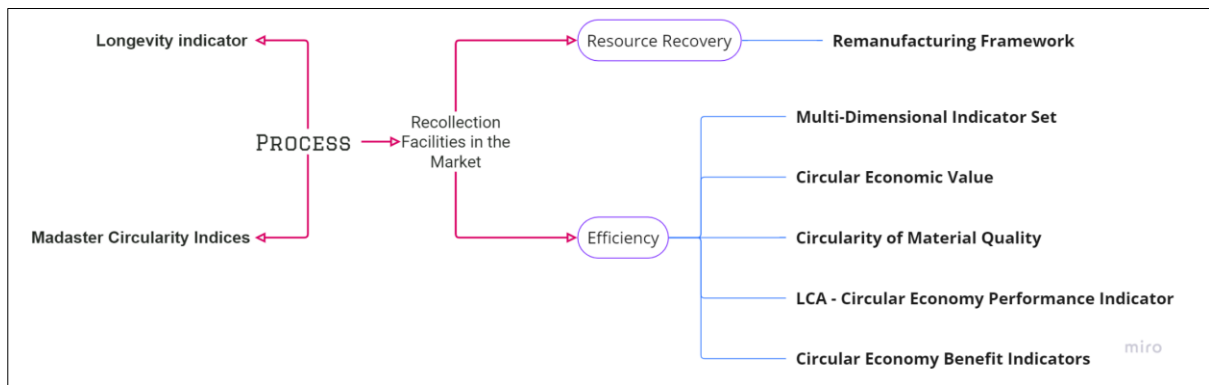 Longevity indicator
Resource Recovery
Remanufacturing Framework
Multi-Dimensional Indicator Set
PROCESS
Recollection
Facilities in the
Market
Circular Economic Value
Madaster Circularity Indices
Efficiency
Circularity of Material Quality
LCA - Circular Economy Performance Indicator
Circular Economy Benefit Indicators
miro